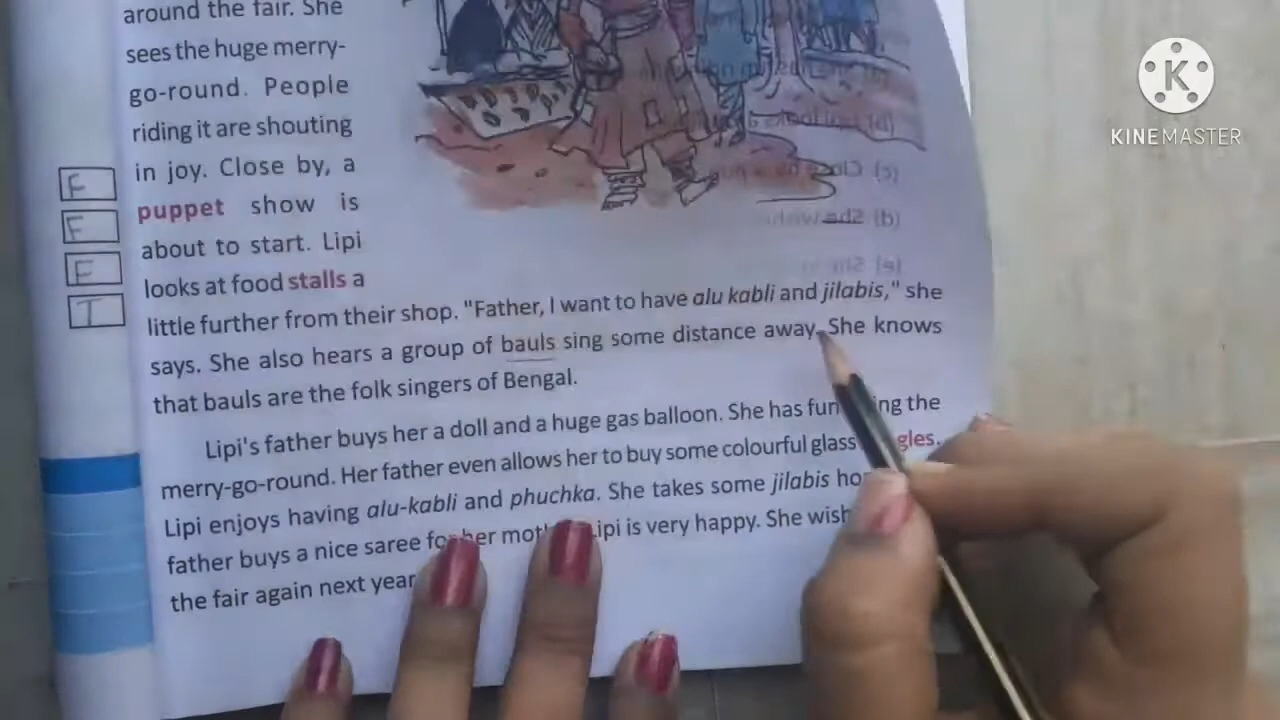 around the fair. She
sees the huge merry-
go-round. People
riding it are shouting
in joy. Close by, a
puppet show is
about to start. Lipi
looks at food stalls a
little further from their shop. "Father, I want to have alu kabli and jilabis," she
says. She also hears a group of bauls sing some distance away. She knows
that bauls are the folk singers of Bengal.
Lipi's father buys her a doll and a huge gas balloon. She has fun the
merry-go-round. Her father even allows her to buy some colourful glass
Lipi enjoys having alu-kabli and phuchka. She takes some jilabis
father buys a nice saree for her Lipi is very happy. She
the fair again next year
F
F
F
T
K
KINEMASTER